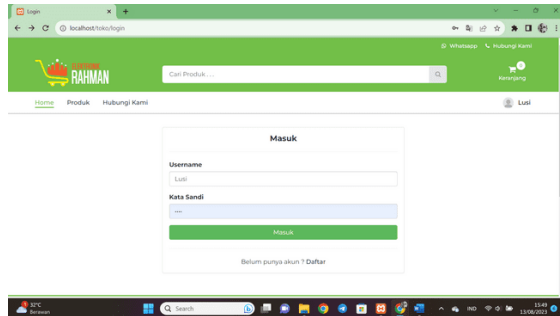 Login
localhost/toko/login
Whatsapp Hubungi Kami
RAHMAN
Cari Produk . . .
0
Keranjang
Home Produk Hubungi Kami
Lusi
Masuk
Username
Lusi
Kata Sandi
....
Masuk
Belum punya akun ? Daftar
32°C
Berawan
Search
IND
15:49
13/08/2023